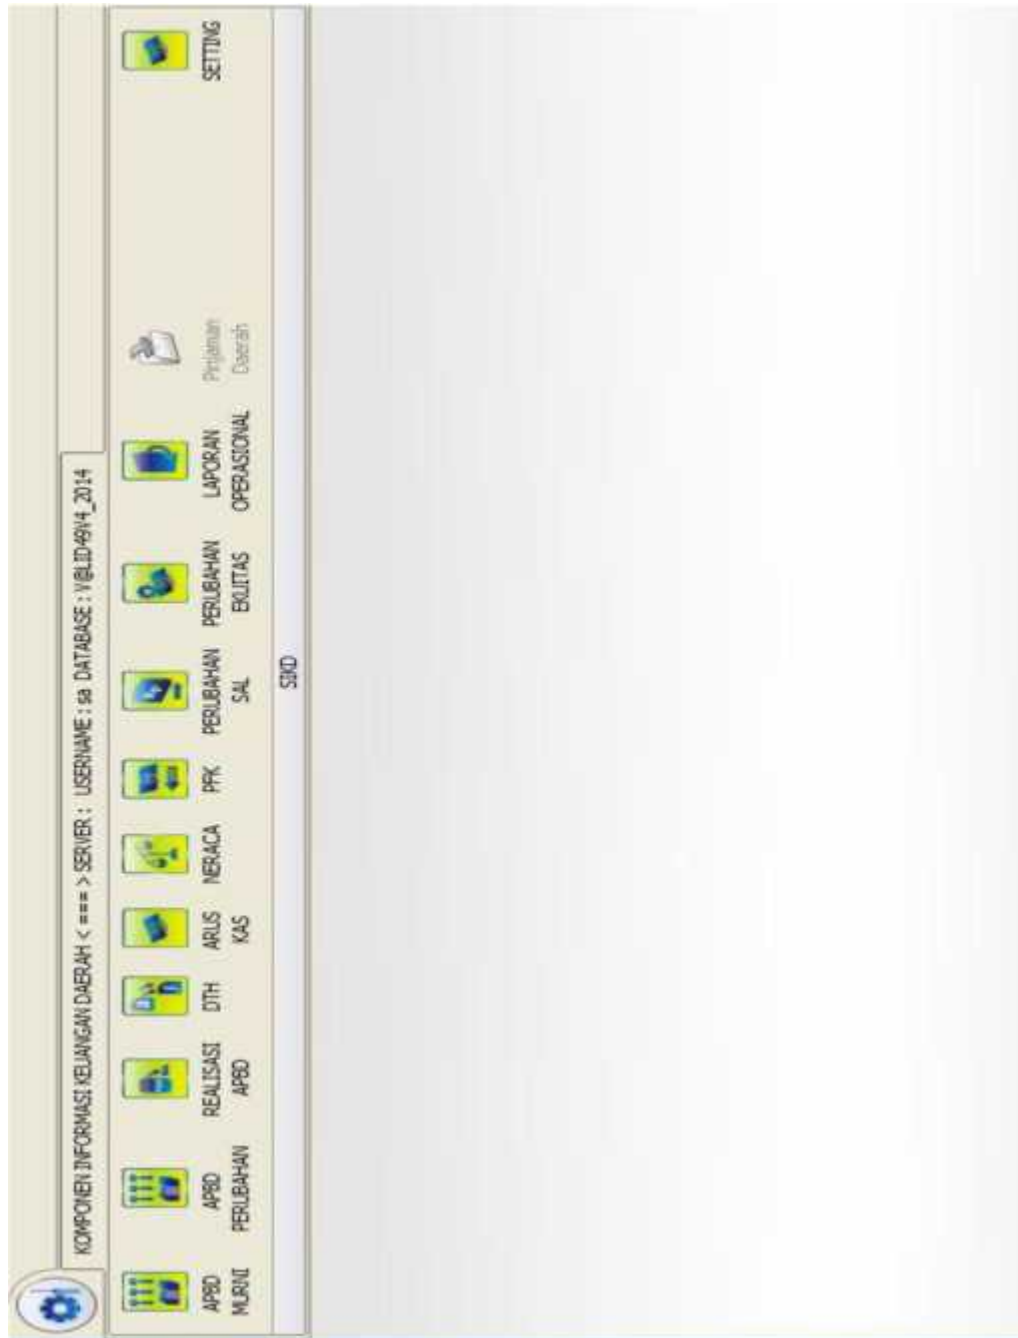 KOMPONEN INFORMASI KEUANGAN DAERAH < === > SERVER : USERNAME : sa DATABASE : V@LID49V4_2014
APBD
MURNI
APBD
PERUBAHAN
REALISASI
APBD
DTH
ARUS
KAS
NERACA
PFK
PERUBAHAN
SAL
PERUBAHAN
EKUITAS
LAPORAN
OPERASIONAL
Pinjaman
Daerah
SETTING
SIKD